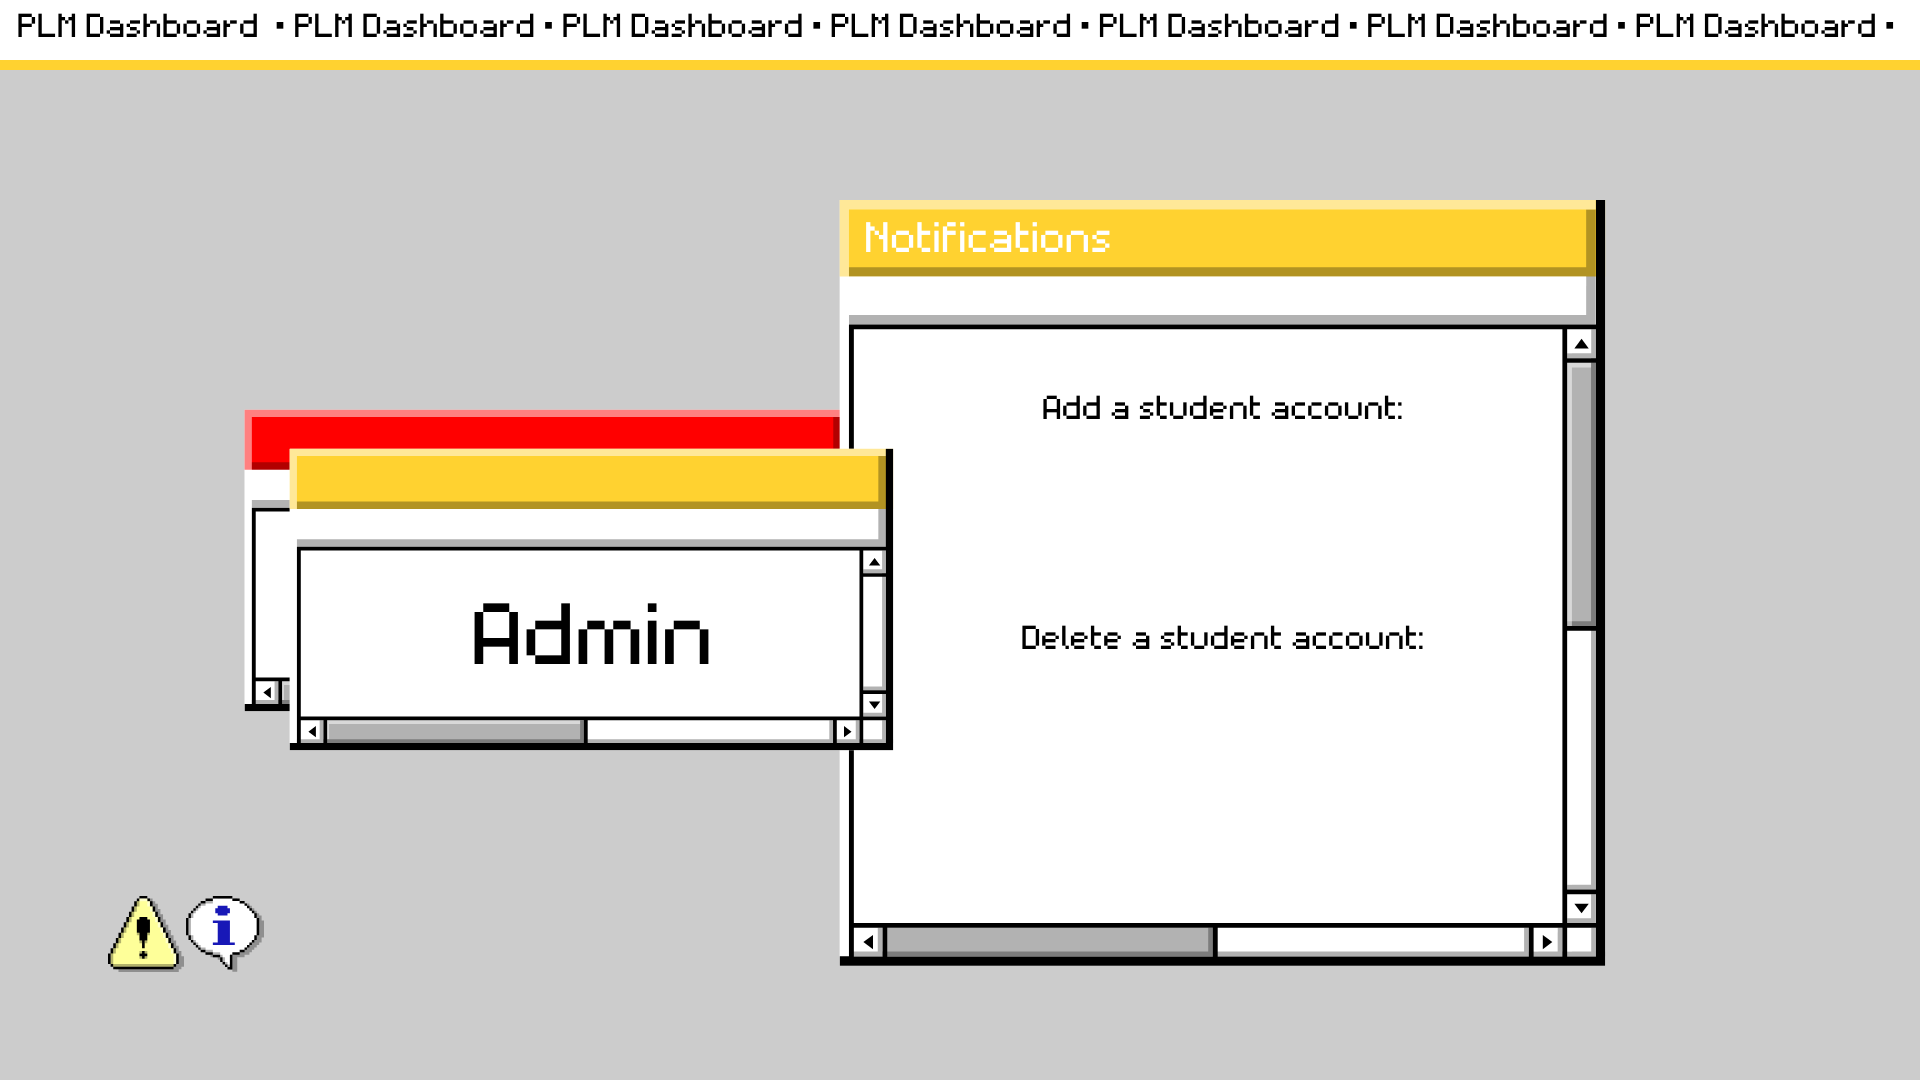 PLM Dashboard • PLM Dashboard • PLM Dashboard • PLM Dashboard • PLM Dashboard • PLM Dashboard • PLM Dashboard •
Notifications
Add a student account:
Admin
Delete a student account: